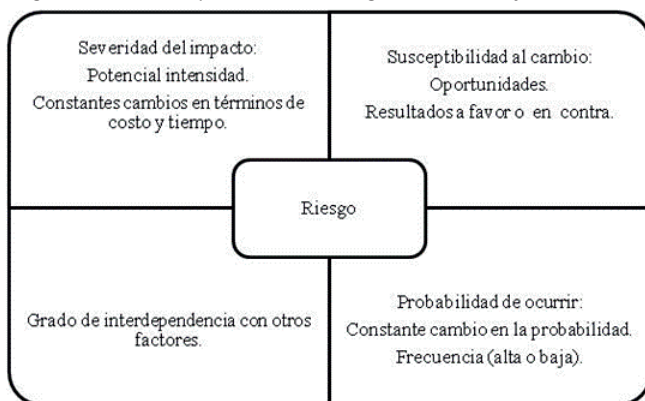 Severidad del impacto:
Potencial intensidad.
Constantes cambios en términos de
costo y tiempo.
Susceptibilidad al cambio:
Oportunidades.
Resultados a favor o en contra.
Riesgo
Grado de interdependencia con otros
factores.
Probabilidad de ocurrir:
Constante cambio en la probabilidad.
Frecuencia (alta o baja).